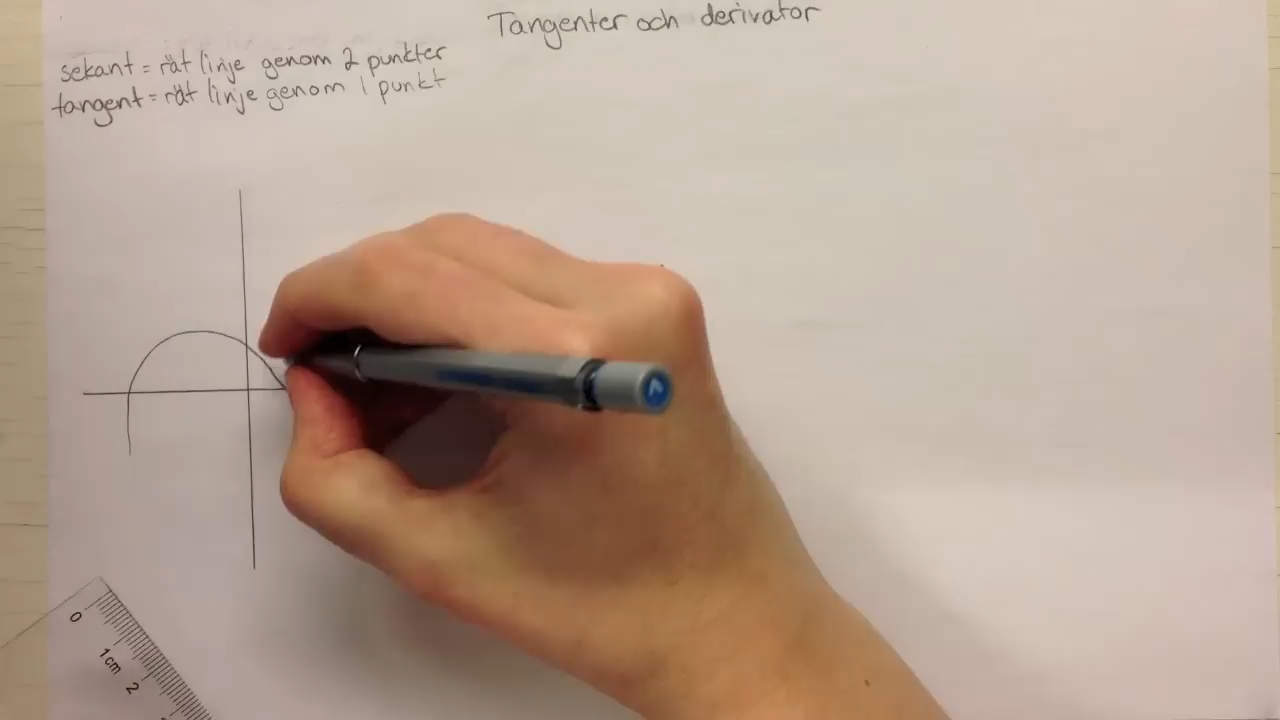 Tangenter och derivator
sekant = rät linje genom 2 punkter
tangent = rät linje genom 1 punkt
0
1cm
2